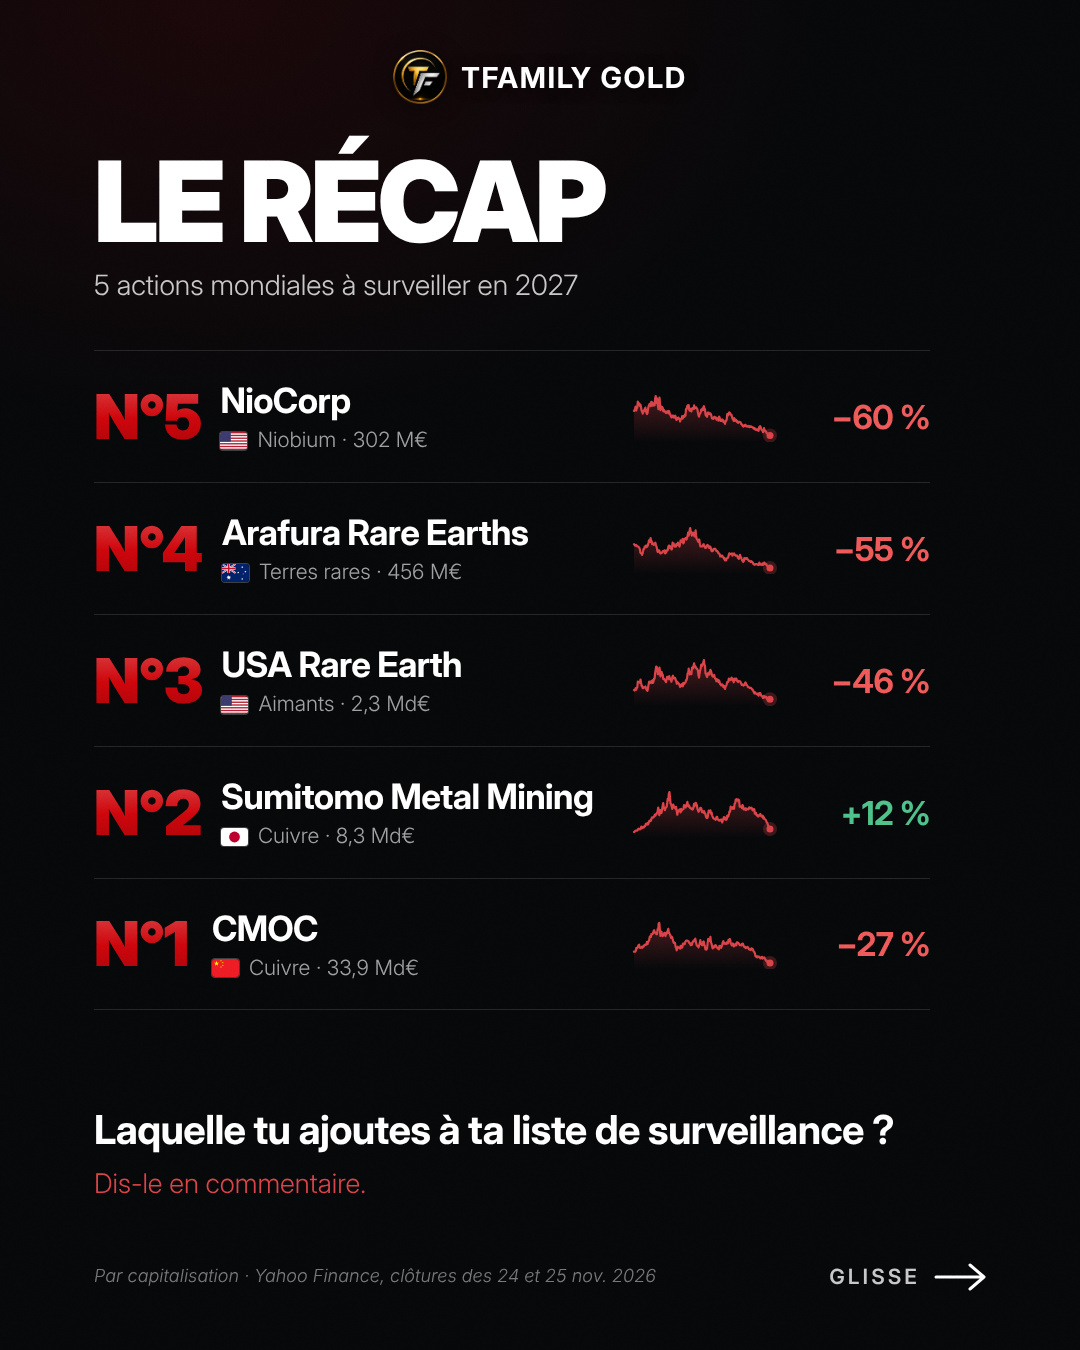 TF TFAMILY GOLD
LE RÉCAP
5 actions mondiales à surveiller en 2027
N°5 NioCorp
Niobium · 302 M€
−60 %
N°4 Arafura Rare Earths
Terres rares · 456 M€
−55 %
N°3 USA Rare Earth
Aimants · 2,3 Md€
−46 %
N°2 Sumitomo Metal Mining
Cuivre · 8,3 Md€
+12 %
N°1 CMOC
Cuivre · 33,9 Md€
−27 %
Laquelle tu ajoutes à ta liste de surveillance ?
Dis-le en commentaire.
Par capitalisation · Yahoo Finance, clôtures des 24 et 25 nov. 2026
GLISSE